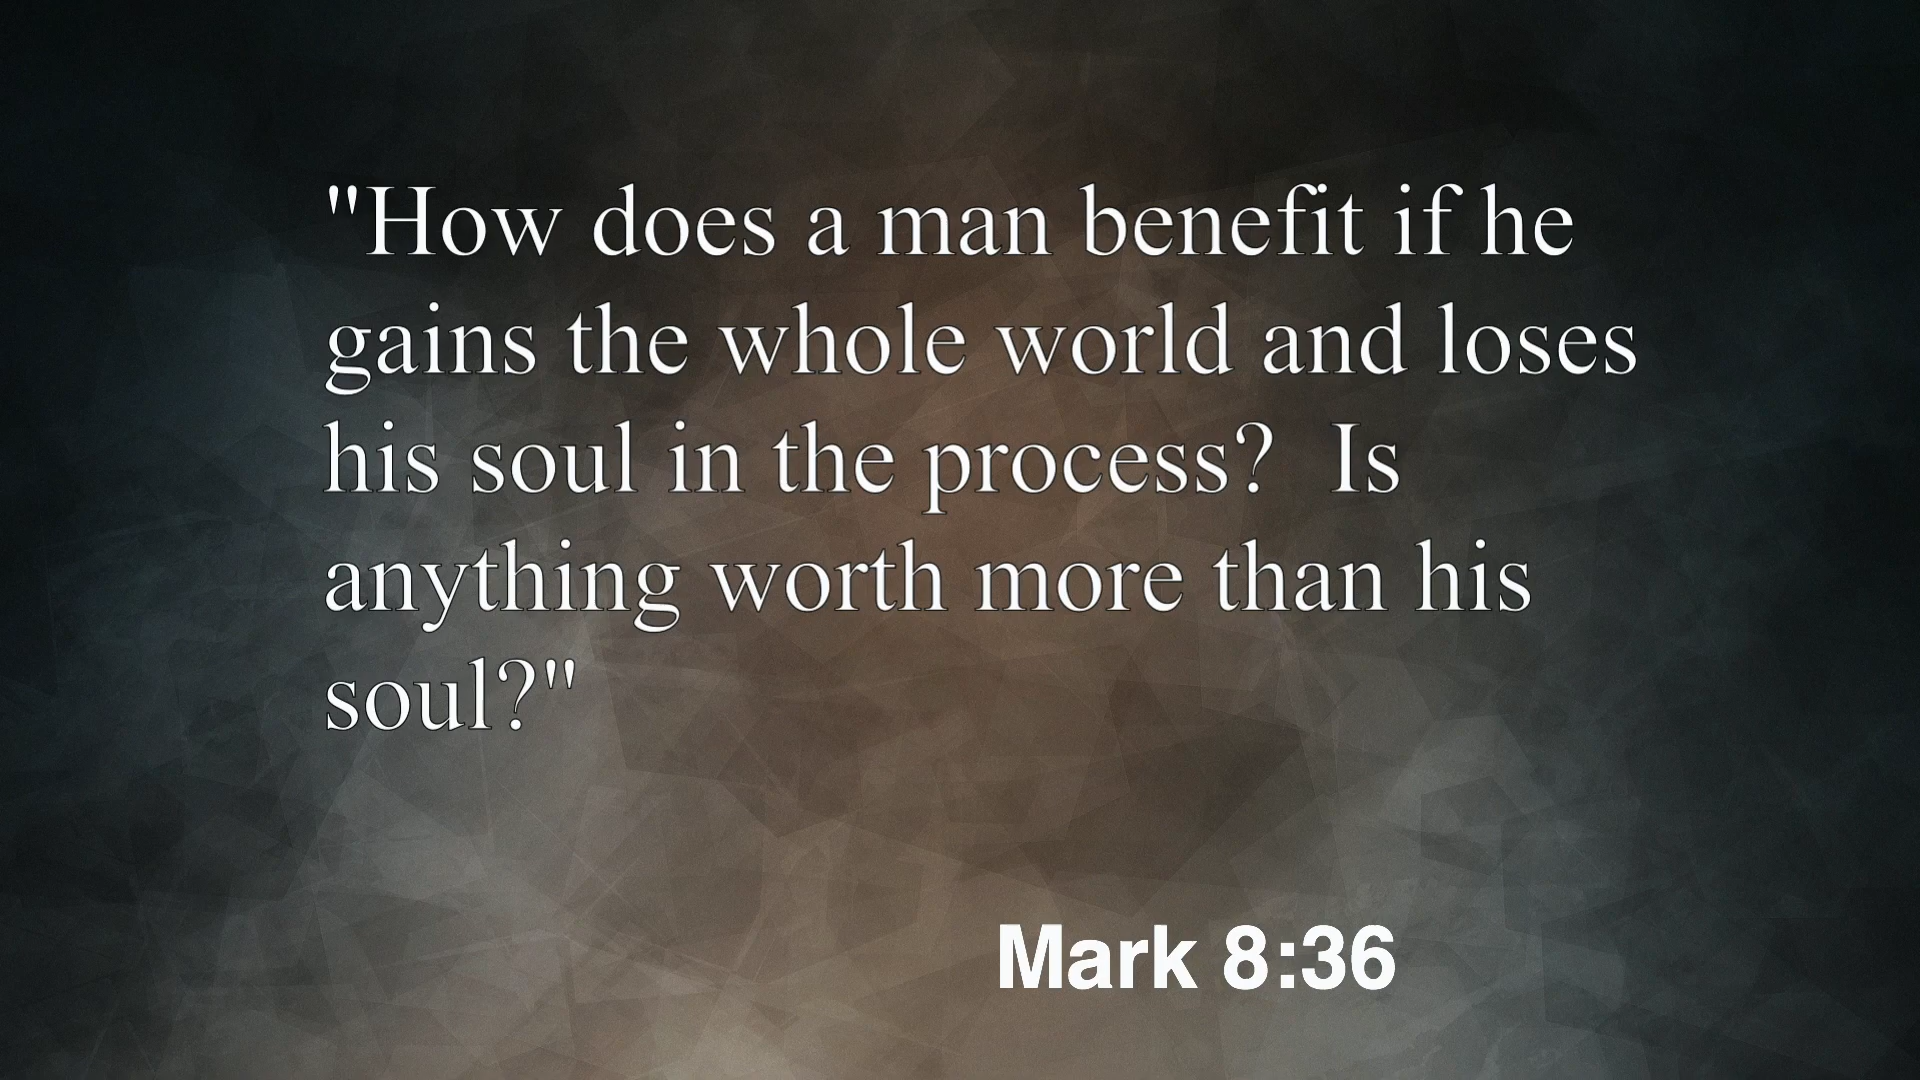 "How does a man benefit if he
gains the whole world and loses
his soul in the process?  Is
anything worth more than his
soul?"
Mark 8:36